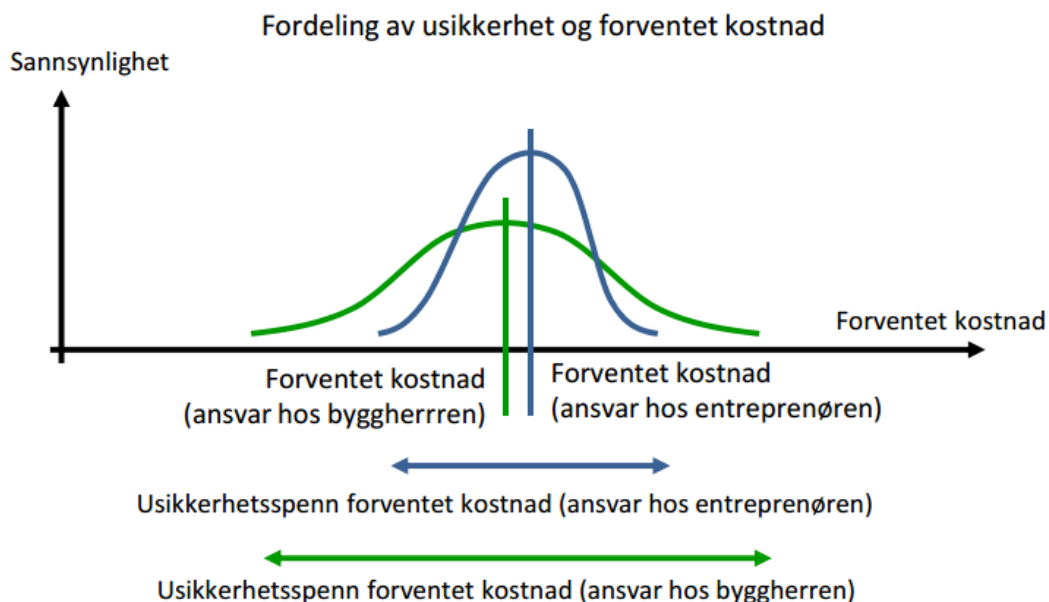 Fordeling av usikkerhet og forventet kostnad
Sannsynlighet
Forventet kostnad
Forventet kostnad
(ansvar hos byggherrren)
Forventet kostnad
(ansvar hos entreprenøren)
Usikkerhetsspenn forventet kostnad (ansvar hos entreprenøren)
Usikkerhetsspenn forventet kostnad (ansvar hos byggherren)